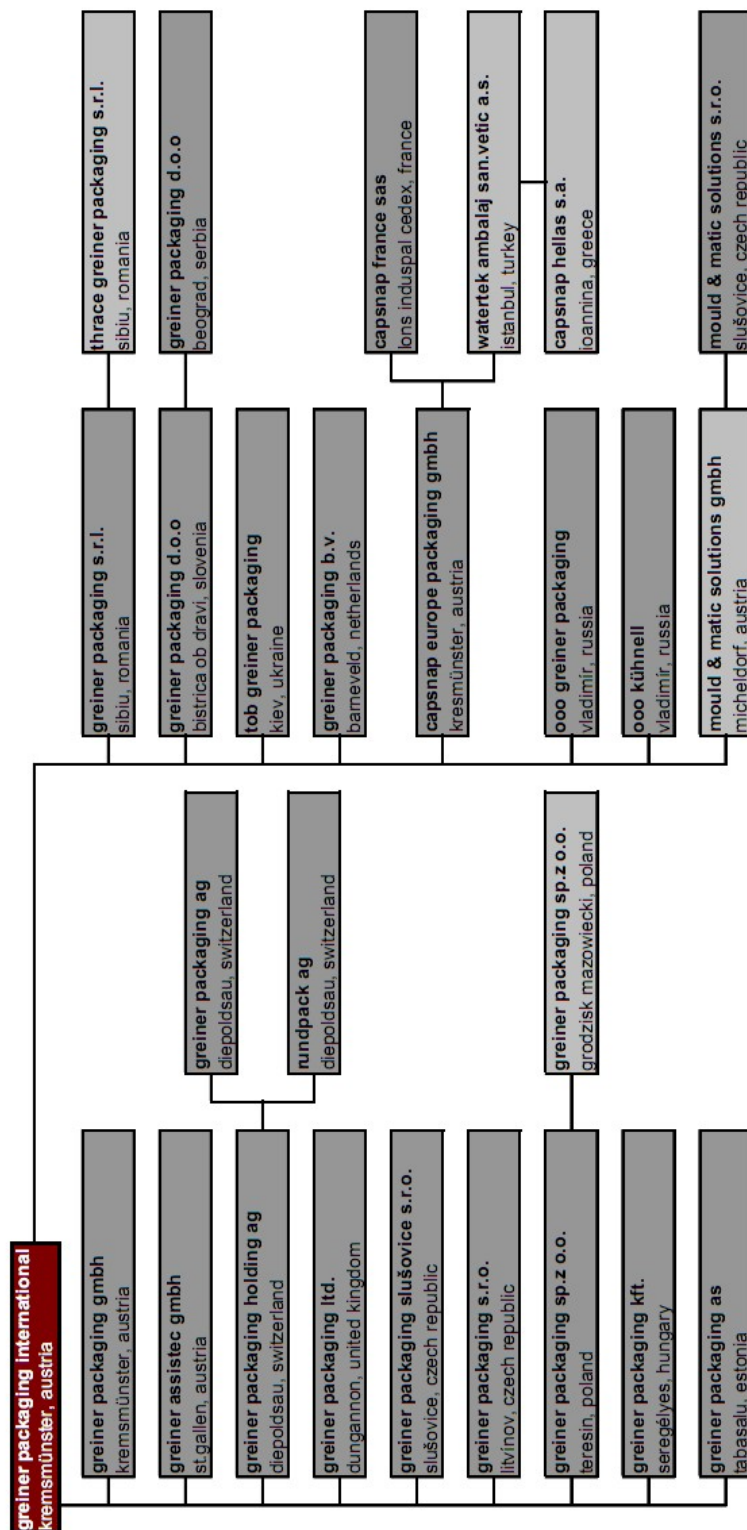 greiner packaging international
kremsmünster, austria
greiner packaging gmbh
kremsmünster, austria
greiner assistec gmbh
st.gallen, austria
greiner packaging holding ag
diepoldsau, switzerland
greiner packaging ag
diepoldsau, switzerland
rundpack ag
diepoldsau, switzerland
greiner packaging ltd.
dungannon, united kingdom
greiner packaging slušovice s.r.o.
slušovice, czech republic
greiner packaging s.r.o.
litvínov, czech republic
greiner packaging sp.z o.o.
teresin, poland
greiner packaging sp.z o.o.
grodzisk mazowiecki, poland
greiner packaging kft.
seregélyes, hungary
greiner packaging as
tabasalu, estonia
greiner packaging s.r.l.
sibiu, romania
thrace greiner packaging s.r.l.
sibiu, romania
greiner packaging d.o.o
bistrica ob dravi, slovenia
greiner packaging d.o.o
beograd, serbia
tob greiner packaging
kiev, ukraine
greiner packaging b.v.
barneveld, netherlands
capsnap europe packaging gmbh
kresmünster, austria
capsnap france sas
lons induspal cedex, france
watertek ambalaj san.vetic a.s.
istanbul, turkey
capsnap hellas s.a.
ioannina, greece
ooo greiner packaging
vladimír, russia
ooo kühnell
vladimír, russia
mould & matic solutions gmbh
micheldorf, austria
mould & matic solutions s.r.o.
slušovice, czech republic